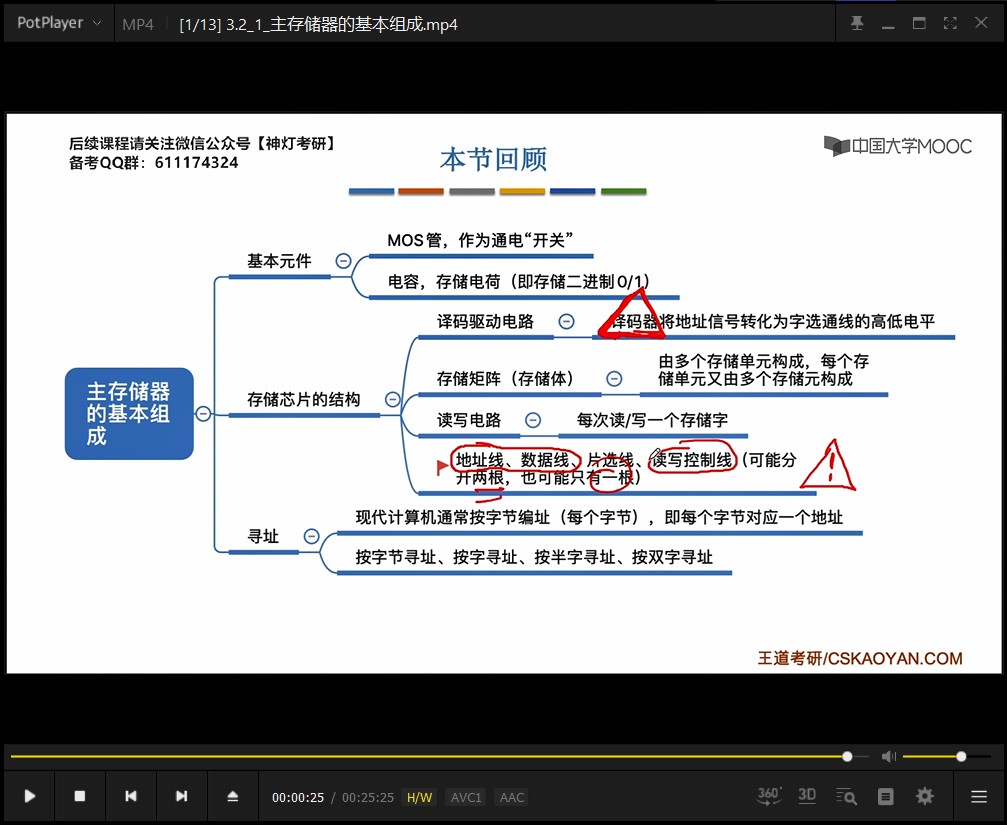 PotPlayer
MP4
[1/13] 3.2_1_主存储器的基本组成.mp4
后续课程请关注微信公众号【神灯考研】
备考QQ群：611174324
本节回顾
中国大学MOOC
MOS管，作为通电“开关”
基本元件
电容，存储电荷（即存储二进制0/1）
译码驱动电路
译码器将地址信号转化为字选通线的高低电平
由多个存储单元构成，每个存
储单元又由多个存储元构成
存储矩阵（存储体）
主存储器
的基本组
成
存储芯片的结构
读写电路
每次读/写一个存储字
地址线、数据线、片选线、读写控制线（可能分
开两根，也可能只有一根）
现代计算机通常按字节编址（每个字节），即每个字节对应一个地址
寻址
按字节寻址、按字寻址、按半字寻址、按双字寻址
王道考研/CSKAOYAN.COM
00:00:25 / 00:25:25 H/W AVC1 AAC
360° 3D